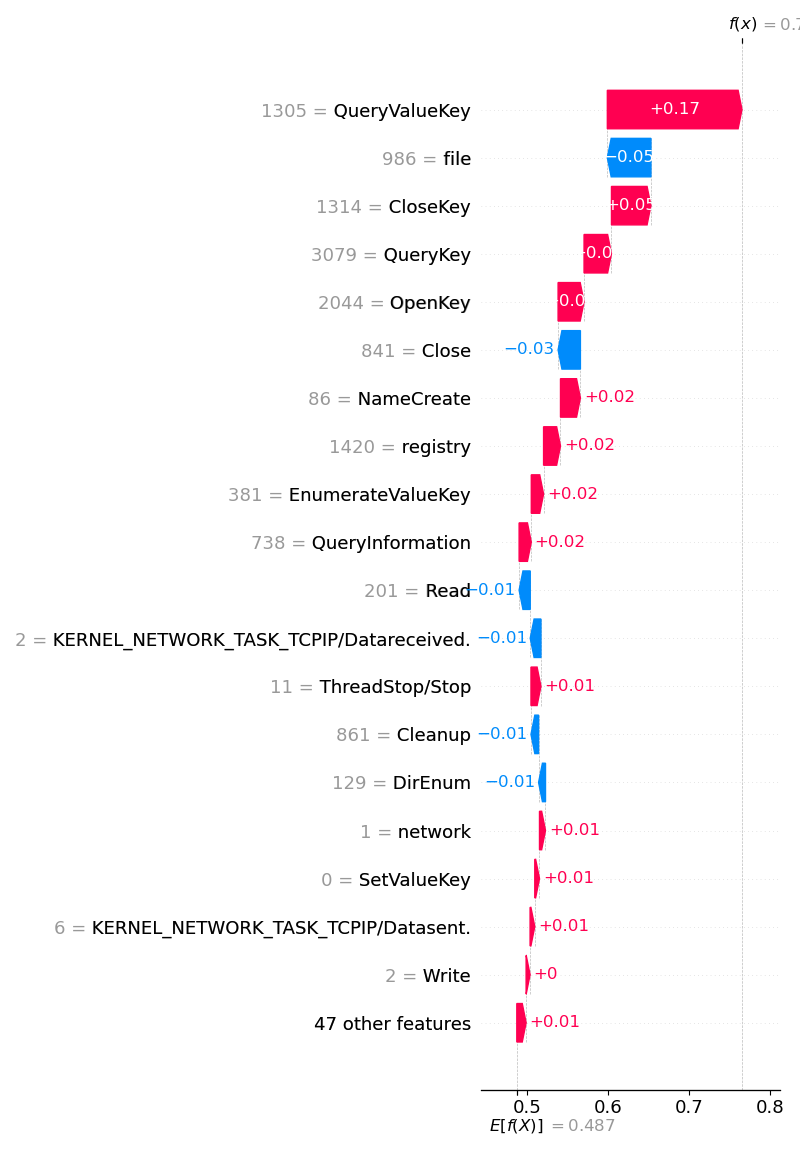 f(x) = 0.7
1305 = QueryValueKey +0.17
986 = file −0.05
1314 = CloseKey +0.05
3079 = QueryKey
2044 = OpenKey
841 = Close −0.03
86 = NameCreate +0.02
1420 = registry +0.02
381 = EnumerateValueKey +0.02
738 = QueryInformation +0.02
201 = Read −0.01
2 = KERNEL_NETWORK_TASK_TCPIP/Datareceived. −0.01
11 = ThreadStop/Stop +0.01
861 = Cleanup −0.01
129 = DirEnum −0.01
1 = network +0.01
0 = SetValueKey +0.01
6 = KERNEL_NETWORK_TASK_TCPIP/Datasent. +0.01
2 = Write +0
47 other features +0.01
0.5 0.6 0.7 0.8
E[f(X)] = 0.487